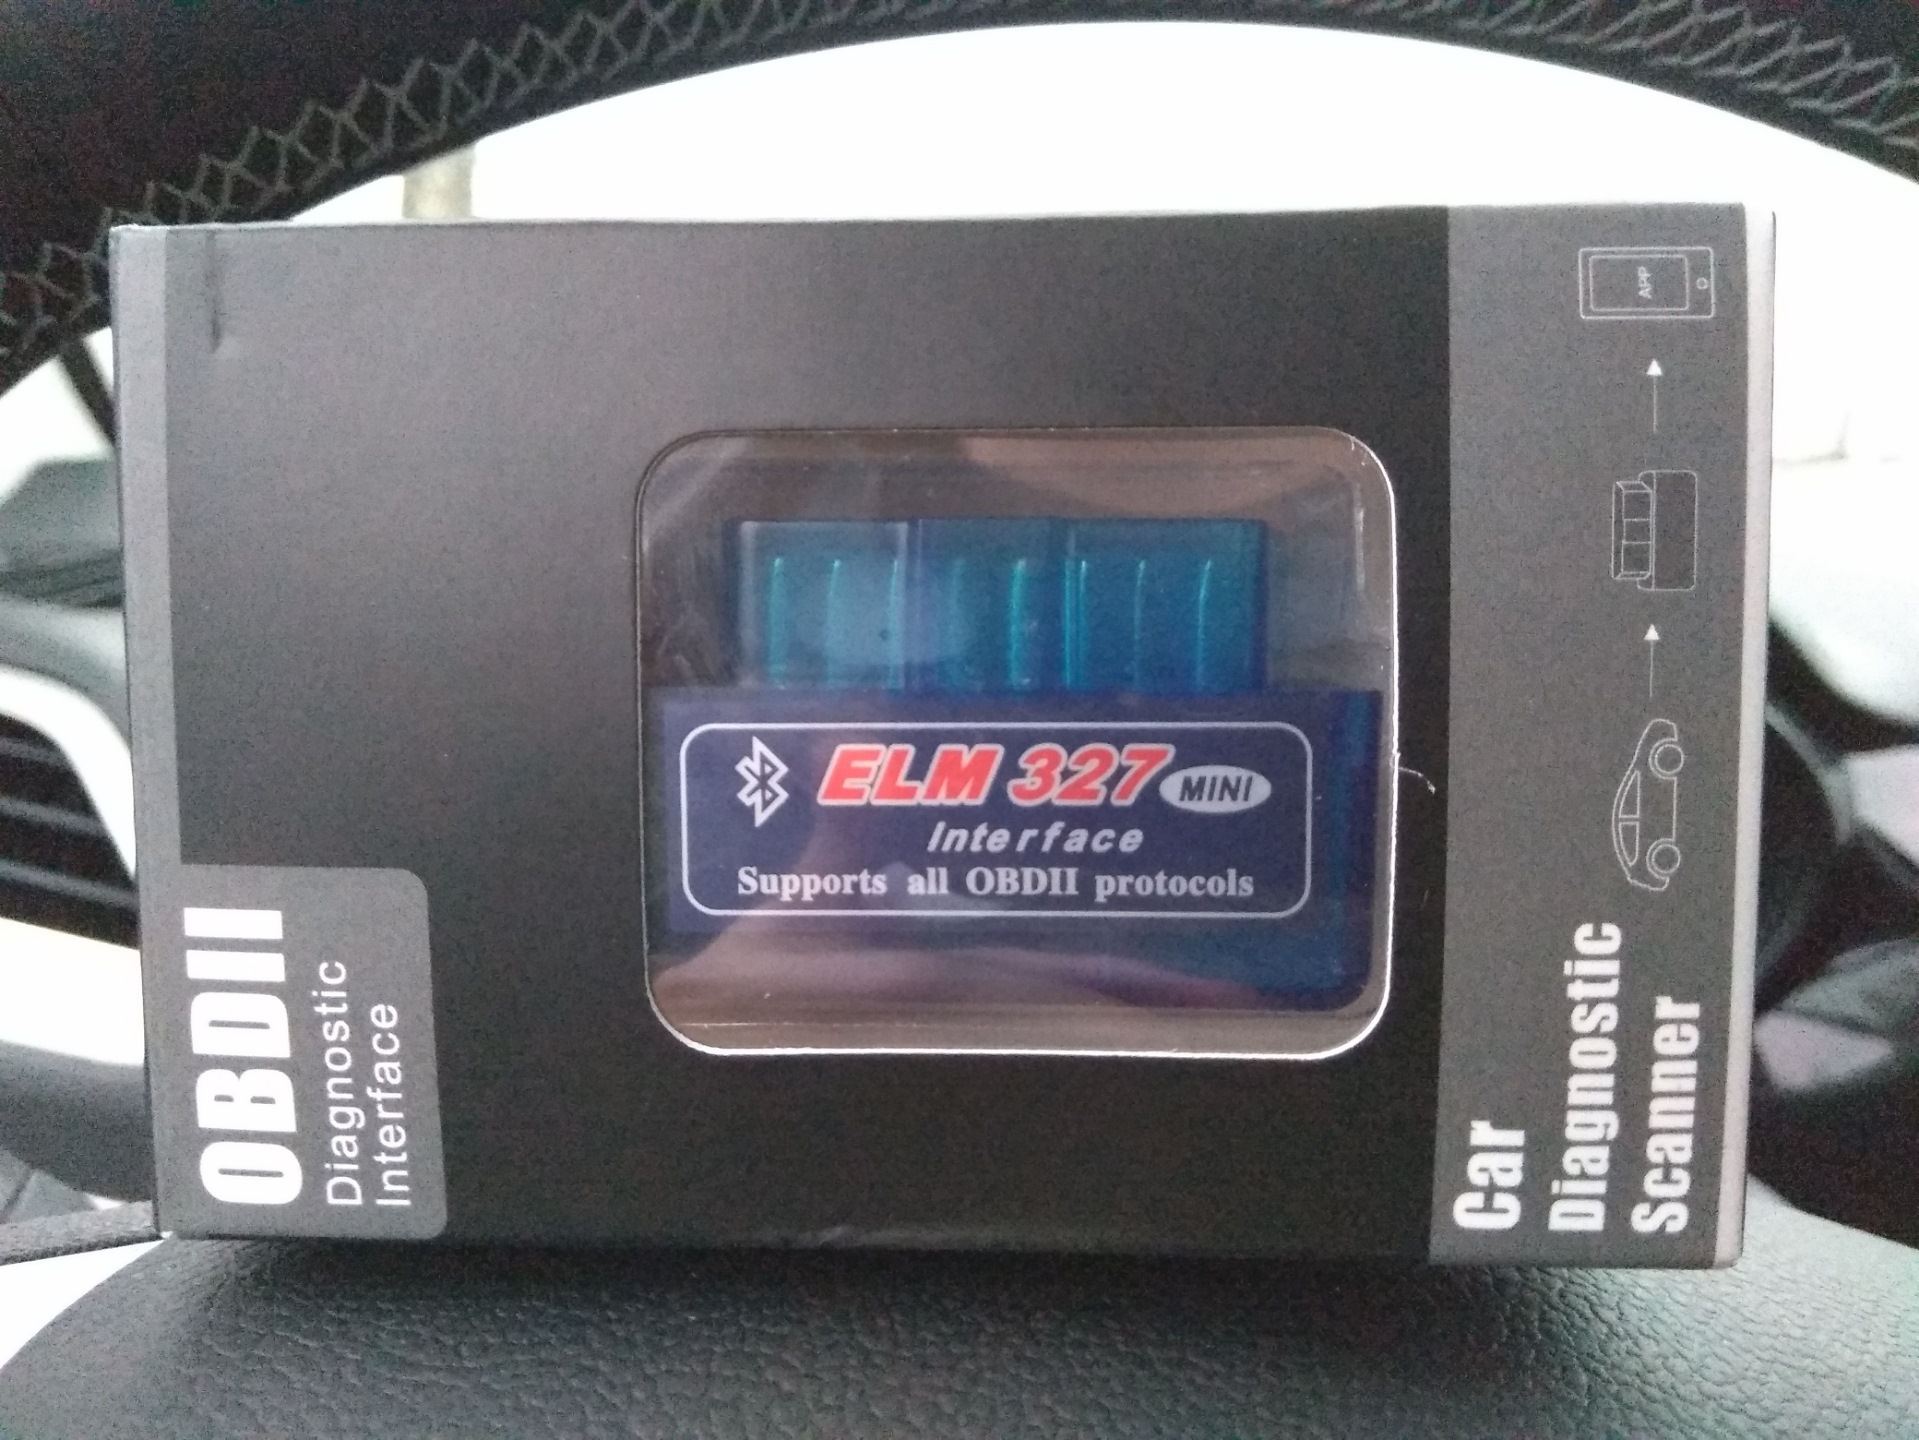 OBDII
Diagnostic
Interface
ELM 327 MINI
Interface
Supports all OBDII protocols
Car
Diagnostic
Scanner
APP